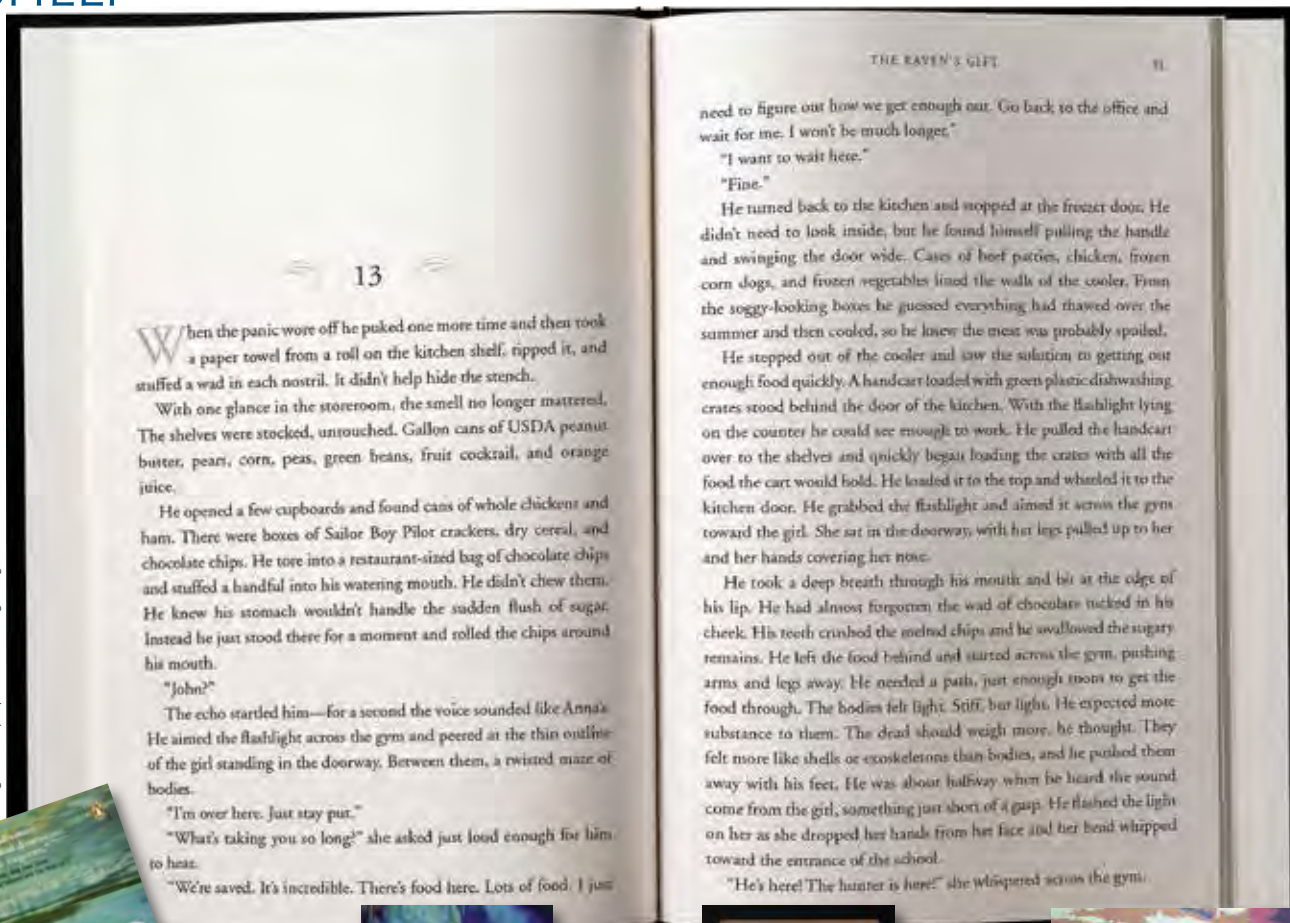 13
When the panic wore off he puked one more time and then took
a paper towel from a roll on the kitchen shelf, ripped it, and
stuffed a wad in each nostril. It didn't help hide the stench.
With one glance in the storeroom, the smell no longer mattered.
The shelves were stocked, untouched. Gallon cans of USDA peanut
butter, pears, corn, peas, green beans, fruit cocktail, and orange
juice.
He opened a few cupboards and found cans of whole chickens and
ham. There were boxes of Sailor Boy Pilot crackers, dry cereal, and
chocolate chips. He tore into a restaurant-sized bag of chocolate chips
and stuffed a handful into his watering mouth. He didn't chew them.
He knew his stomach wouldn't handle the sudden flush of sugar.
Instead he just stood there for a moment and rolled the chips around
his mouth.
"John?"
The echo startled him—for a second the voice sounded like Anna's.
He aimed the flashlight across the gym and peered at the thin outline
of the girl standing in the doorway. Between them, a twisted maze of
bodies.
"I'm over here. Just stay put."
"What's taking you so long?" she asked just loud enough for him
to hear.
"We're saved. It's incredible. There's food here. Lots of food. I just
THE RAVEN'S GIFT
need to figure out how we get enough out. Go back to the office and
wait for me. I won't be much longer."
"I want to wait here."
"Fine."
He turned back to the kitchen and stopped at the freezer door. He
didn't need to look inside, but he found himself pulling the handle
and swinging the door wide. Cases of beef patties, chicken, frozen
corn dogs, and frozen vegetables lined the walls of the cooler. From
the soggy-looking boxes he guessed everything had thawed over the
summer and then cooled, so he knew the meat was probably spoiled.
He stepped out of the cooler and saw the solution to getting out
enough food quickly. A handcart loaded with green plastic dishwashing
crates stood behind the door of the kitchen. With the flashlight lying
on the counter he could see enough to work. He pulled the handcart
over to the shelves and quickly began loading the crates with all the
food the cart would hold. He loaded it to the top and wheeled it to the
kitchen door. He grabbed the flashlight and aimed it across the gym
toward the girl. She sat in the doorway, with her legs pulled up to her
and her hands covering her nose.
He took a deep breath through his mouth and bit at the edge of
his lip. He had almost forgotten the wad of chocolate tucked in his
cheek. His teeth crushed the melted chips and he swallowed the sugary
remains. He left the food behind and started across the gym, pushing
arms and legs away. He needed a path, just enough room to get the
food through. The bodies felt light. Stiff, but light. He expected more
substance to them. The dead should weigh more, he thought. They
felt more like shells or exoskeletons than bodies, and he pushed them
away with his feet. He was about halfway when he heard the sound
come from the girl, something just short of a gasp. He flashed the light
on her as she dropped her hands from her face and her head whipped
toward the entrance of the school.
"He's here! The hunter is here!" she whispered across the gym.